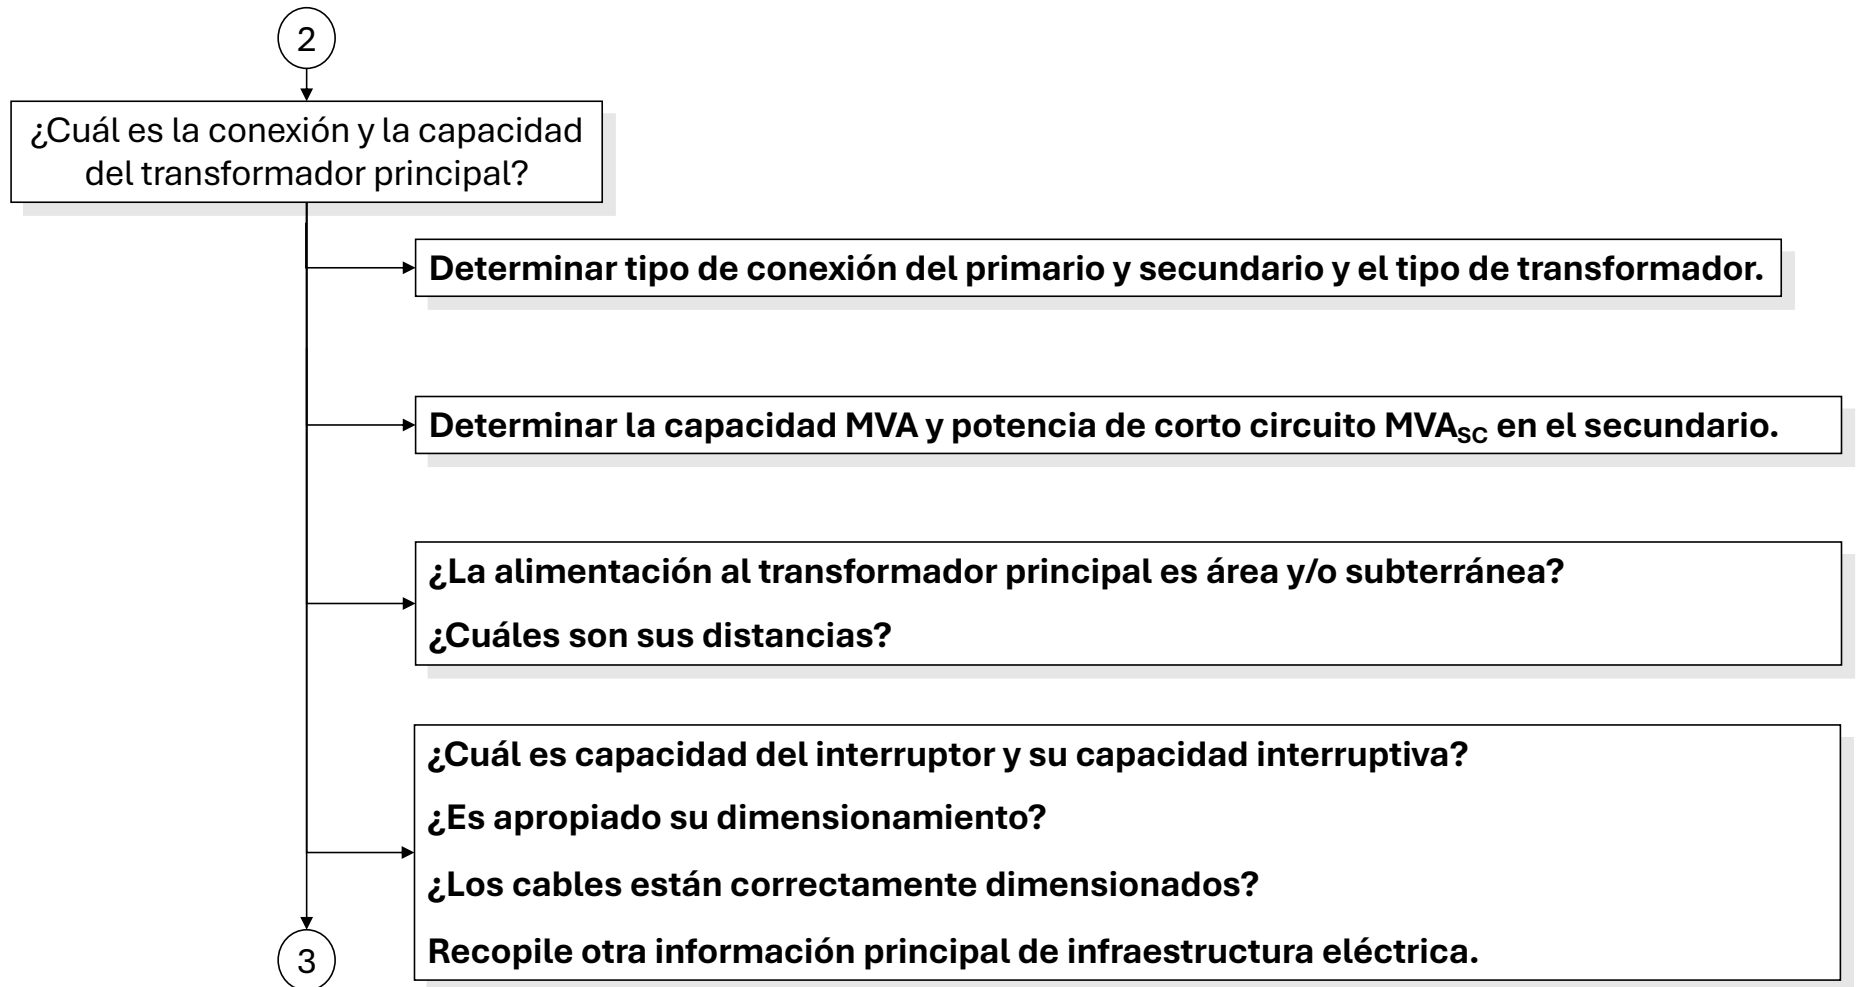 2
¿Cuál es la conexión y la capacidad
del transformador principal?
Determinar tipo de conexión del primario y secundario y el tipo de transformador.
Determinar la capacidad MVA y potencia de corto circuito MVASC en el secundario.
¿La alimentación al transformador principal es área y/o subterránea?
¿Cuáles son sus distancias?
¿Cuál es capacidad del interruptor y su capacidad interruptiva?
¿Es apropiado su dimensionamiento?
¿Los cables están correctamente dimensionados?
Recopile otra información principal de infraestructura eléctrica.
3